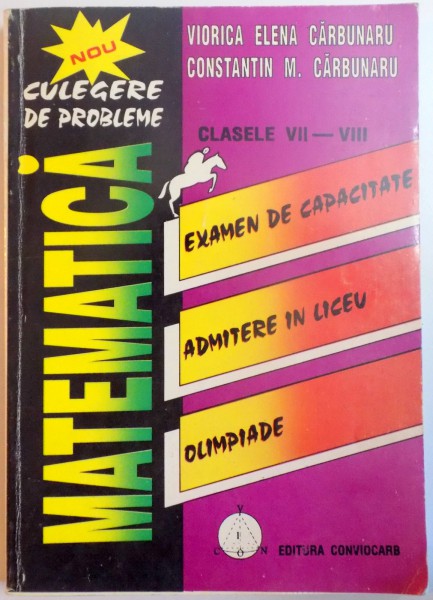 NOU
CULEGERE
DE PROBLEME
MATEMATICĂ
VIORICA ELENA CĂRBUNARU
CONSTANTIN M. CĂRBUNARU
CLASELE VII — VIII
EXAMEN DE CAPACITATE
ADMITERE IN LICEU
OLIMPIADE
V
I
C O N
EDITURA CONVIOCARB